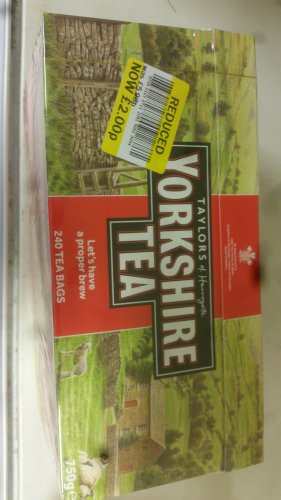 REDUCED
NOW £2.00p
TAYLORS of Harrogate
YORKSHIRE
TEA
Let's have
a proper brew
240 TEA BAGS
750g e